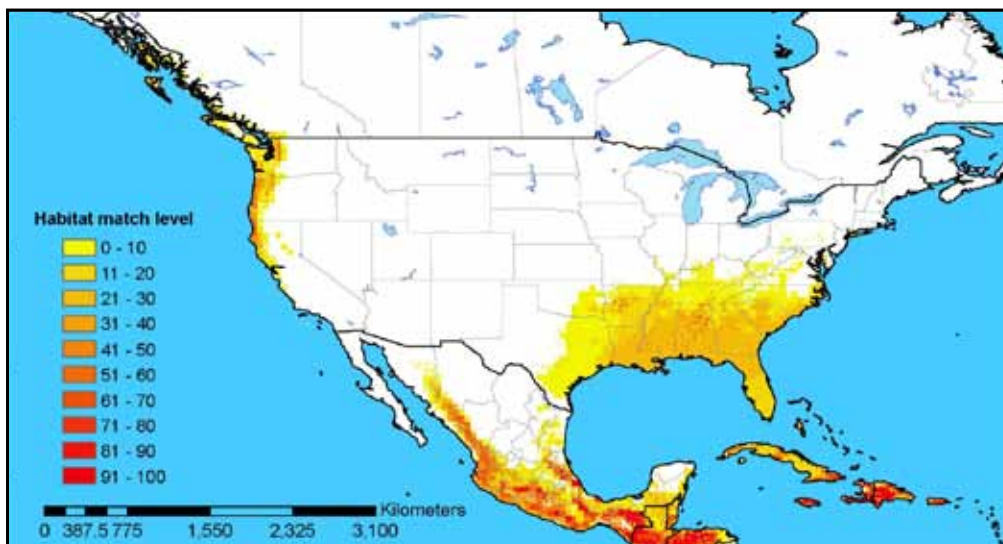 Habitat match level
0 - 10
11 - 20
21 - 30
31 - 40
41 - 50
51 - 60
61 - 70
71 - 80
81 - 90
91 - 100
Kilometers
0 387.5 775 1,550 2,325 3,100